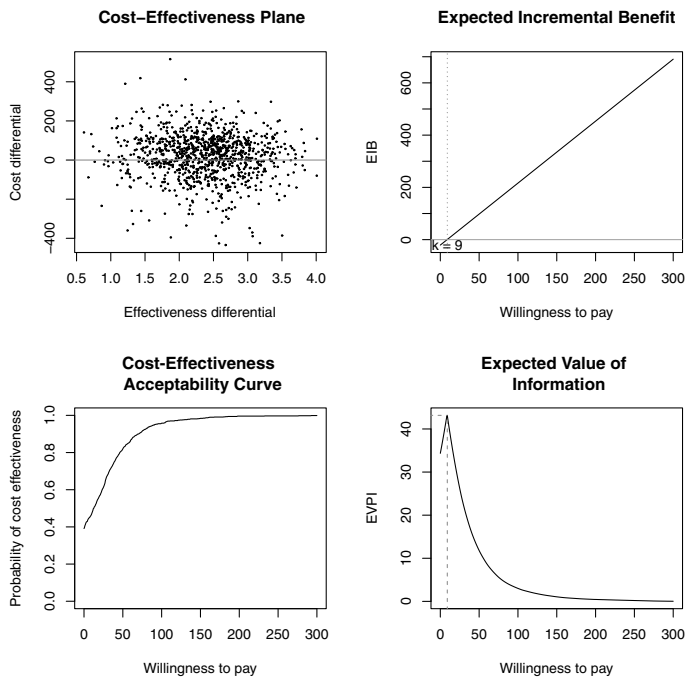 Cost−Effectiveness Plane
Cost differential
400
200
0
−400
0.5 1.0 1.5 2.0 2.5 3.0 3.5 4.0
Effectiveness differential
Expected Incremental Benefit
EIB
600
400
200
0
k = 9
0 50 100 150 200 250 300
Willingness to pay
Cost-Effectiveness
Acceptability Curve
Probability of cost effectiveness
1.0
0.8
0.6
0.4
0.2
0.0
0 50 100 150 200 250 300
Willingness to pay
Expected Value of
Information
EVPI
40
30
20
10
0
0 50 100 150 200 250 300
Willingness to pay